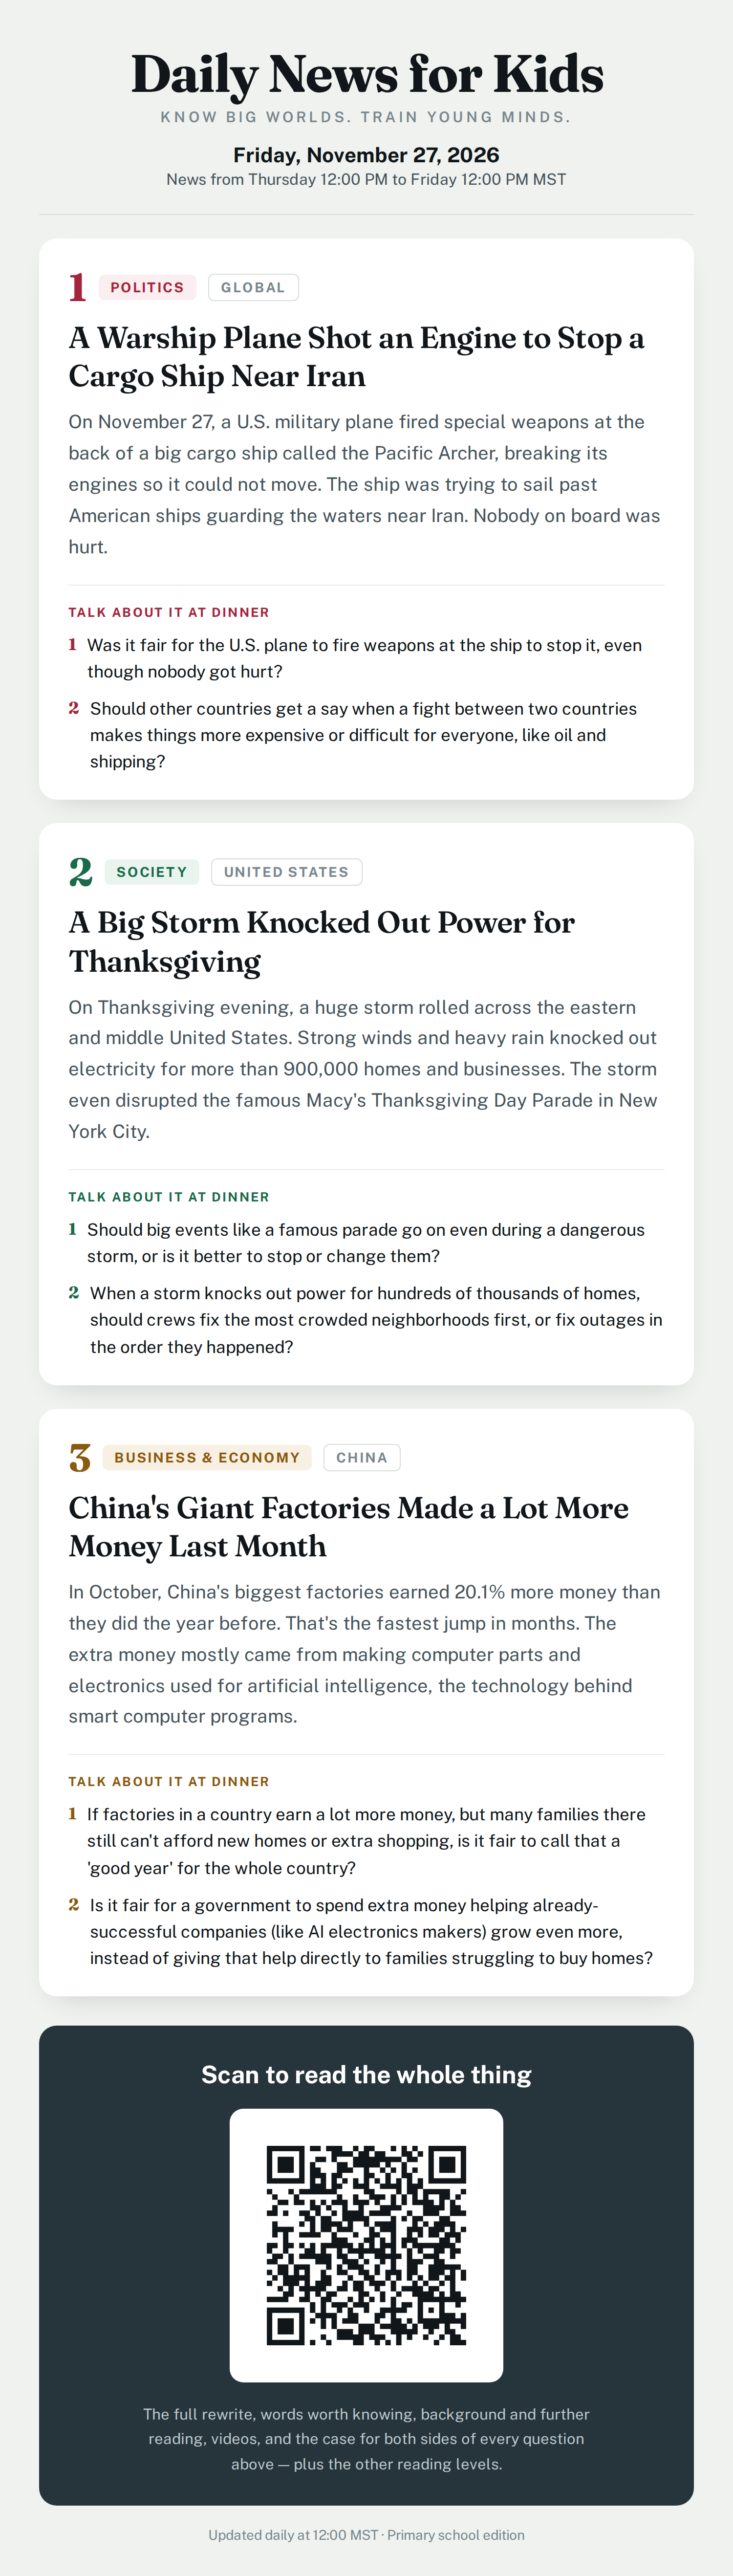 Daily News for Kids
KNOW BIG WORLDS. TRAIN YOUNG MINDS.
Friday, November 27, 2026
News from Thursday 12:00 PM to Friday 12:00 PM MST
1 POLITICS GLOBAL
A Warship Plane Shot an Engine to Stop a
Cargo Ship Near Iran
On November 27, a U.S. military plane fired special weapons at the
back of a big cargo ship called the Pacific Archer, breaking its
engines so it could not move. The ship was trying to sail past
American ships guarding the waters near Iran. Nobody on board was
hurt.
TALK ABOUT IT AT DINNER
1 Was it fair for the U.S. plane to fire weapons at the ship to stop it, even
though nobody got hurt?
2 Should other countries get a say when a fight between two countries
makes things more expensive or difficult for everyone, like oil and
shipping?
2 SOCIETY UNITED STATES
A Big Storm Knocked Out Power for
Thanksgiving
On Thanksgiving evening, a huge storm rolled across the eastern
and middle United States. Strong winds and heavy rain knocked out
electricity for more than 900,000 homes and businesses. The storm
even disrupted the famous Macy's Thanksgiving Day Parade in New
York City.
TALK ABOUT IT AT DINNER
1 Should big events like a famous parade go on even during a dangerous
storm, or is it better to stop or change them?
2 When a storm knocks out power for hundreds of thousands of homes,
should crews fix the most crowded neighborhoods first, or fix outages in
the order they happened?
3 BUSINESS & ECONOMY CHINA
China's Giant Factories Made a Lot More
Money Last Month
In October, China's biggest factories earned 20.1% more money than
they did the year before. That's the fastest jump in months. The
extra money mostly came from making computer parts and
electronics used for artificial intelligence, the technology behind
smart computer programs.
TALK ABOUT IT AT DINNER
1 If factories in a country earn a lot more money, but many families there
still can't afford new homes or extra shopping, is it fair to call that a
'good year' for the whole country?
2 Is it fair for a government to spend extra money helping already-
successful companies (like AI electronics makers) grow even more,
instead of giving that help directly to families struggling to buy homes?
Scan to read the whole thing
The full rewrite, words worth knowing, background and further
reading, videos, and the case for both sides of every question
above — plus the other reading levels.
Updated daily at 12:00 MST · Primary school edition